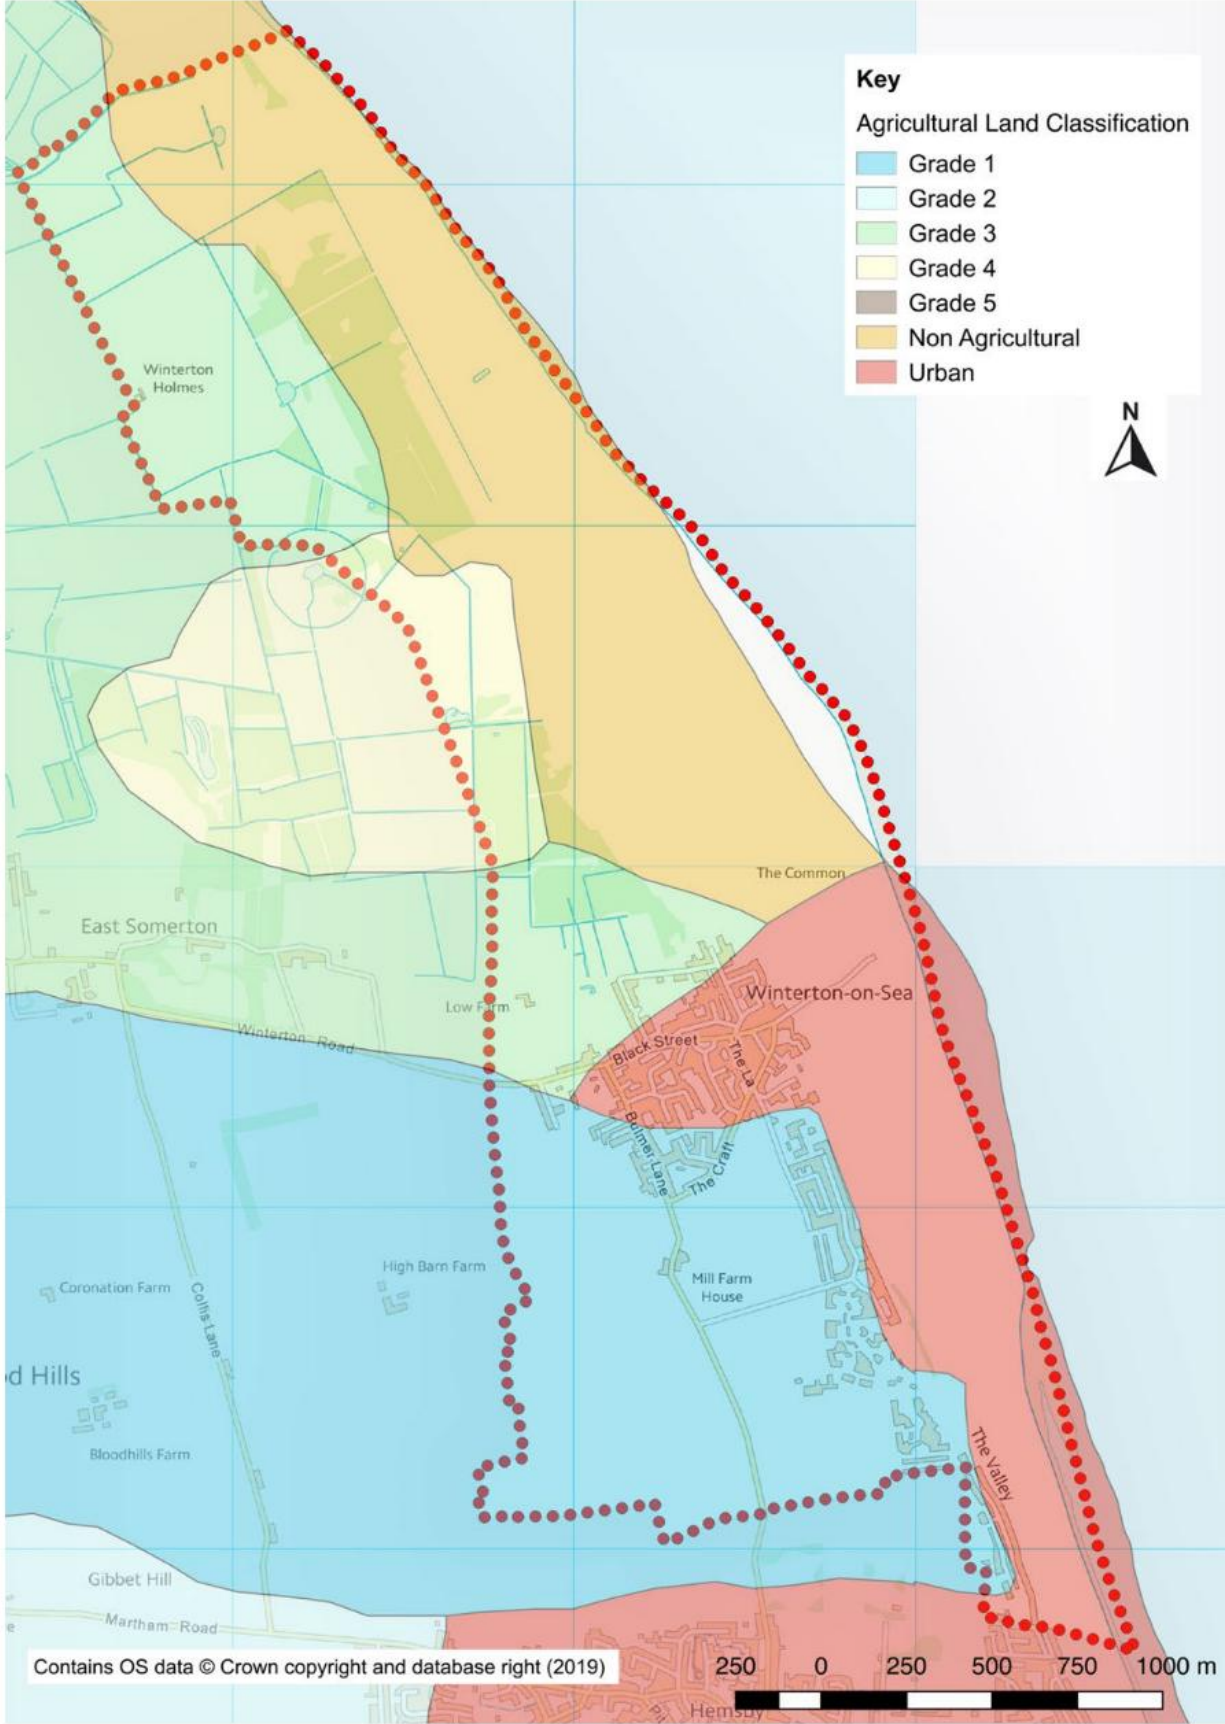 Key
Agricultural Land Classification
Grade 1
Grade 2
Grade 3
Grade 4
Grade 5
Non Agricultural
Urban
N
Winterton
Holmes
The Common
East Somerton
Winterton-on-Sea
Low Farm
Winterton Road
Black Street
The La
Bulmer Lane
The Craft
High Barn Farm
Mill Farm
House
Coronation Farm
Collis Lane
d Hills
Bloodhills Farm
The Valley
Gibbet Hill
Martham Road
e
Contains OS data © Crown copyright and database right (2019)
250 0 250 500 750 1000 m
Hemsby